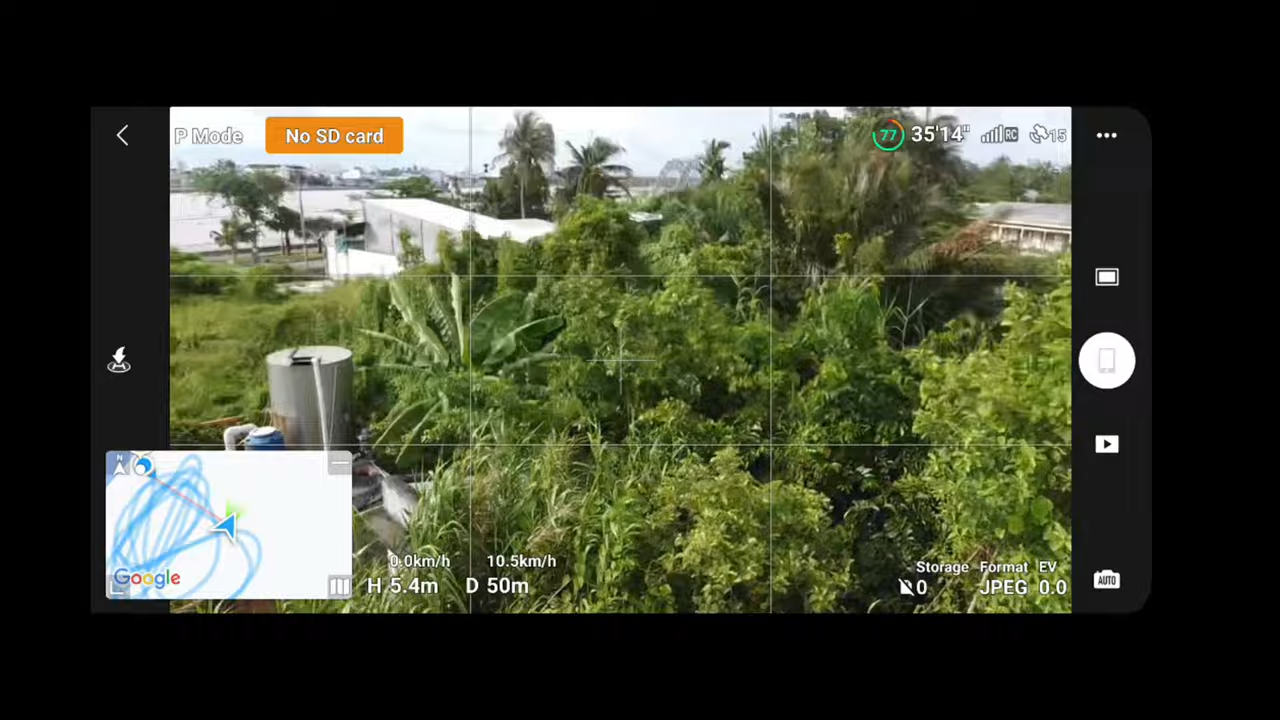 P Mode
No SD card
77
35'14"
RC
15
N
Google
0.0km/h
10.5km/h
H 5.4m
D 50m
Storage
Format
EV
0
JPEG
0.0
AUTO